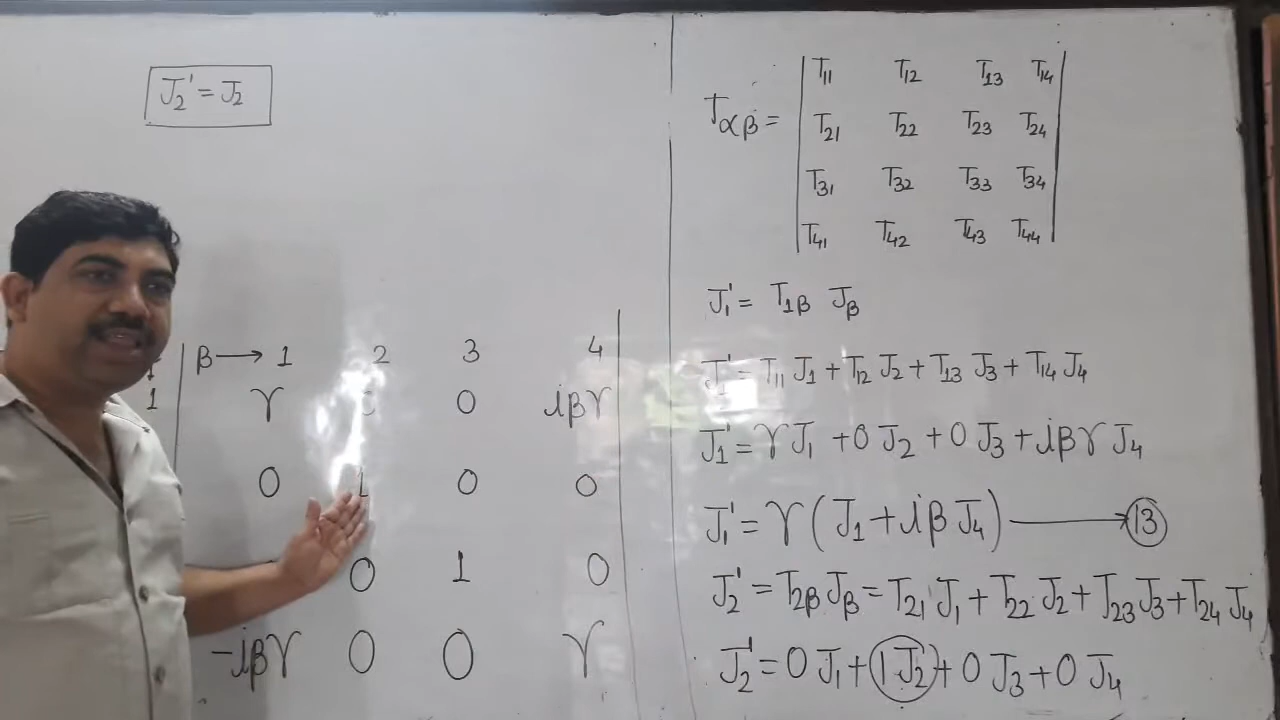 J₂' = J₂
β → 1 2 3 4
1 γ 0 iβγ
0 1 0 0
0 1 0
-iβγ 0 0 γ
Tαβ = | T₁₁ T₁₂ T₁₃ T₁₄ |
| T₂₁ T₂₂ T₂₃ T₂₄ |
| T₃₁ T₃₂ T₃₃ T₃₄ |
| T₄₁ T₄₂ T₄₃ T₄₄ |
J₁' = T₁β Jβ
J₁' = T₁₁ J₁ + T₁₂ J₂ + T₁₃ J₃ + T₁₄ J₄
J₁' = γ J₁ + 0 J₂ + 0 J₃ + iβγ J₄
J₁' = γ (J₁ + iβ J₄) → 13
J₂' = T₂β Jβ = T₂₁ J₁ + T₂₂ J₂ + T₂₃ J₃ + T₂₄ J₄
J₂' = 0 J₁ + 1 J₂ + 0 J₃ + 0 J₄